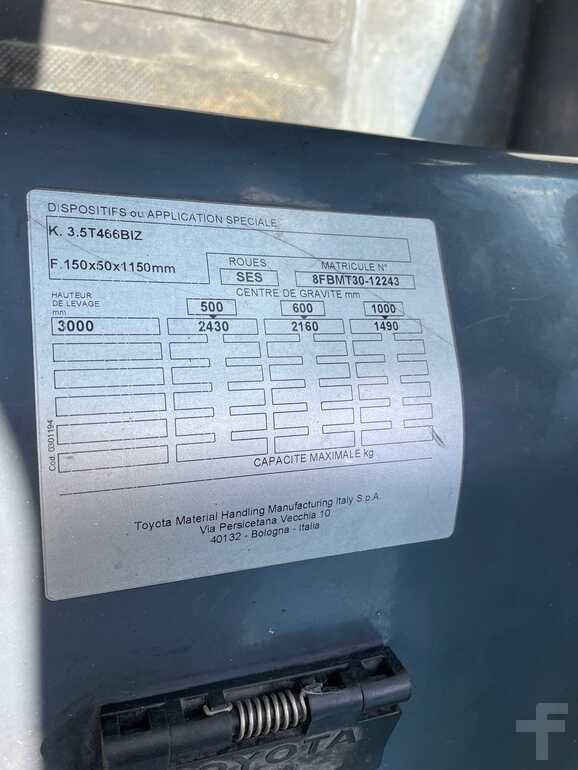 DISPOSITIFS ou APPLICATION SPECIALE
K. 3.5T466BIZ
F.150x50x1150mm
ROUES
SES
MATRICULE N°
8FBMT30-12243
HAUTEUR
DE LEVAGE
mm
CENTRE DE GRAVITE mm
500 600 1000
3000 2430 2160 1490
CAPACITE MAXIMALE kg
Cod. 0301194
Toyota Material Handling Manufacturing Italy S.p.A.
Via Persicetana Vecchia 10
40132 - Bologna - Italia
TOYOTA